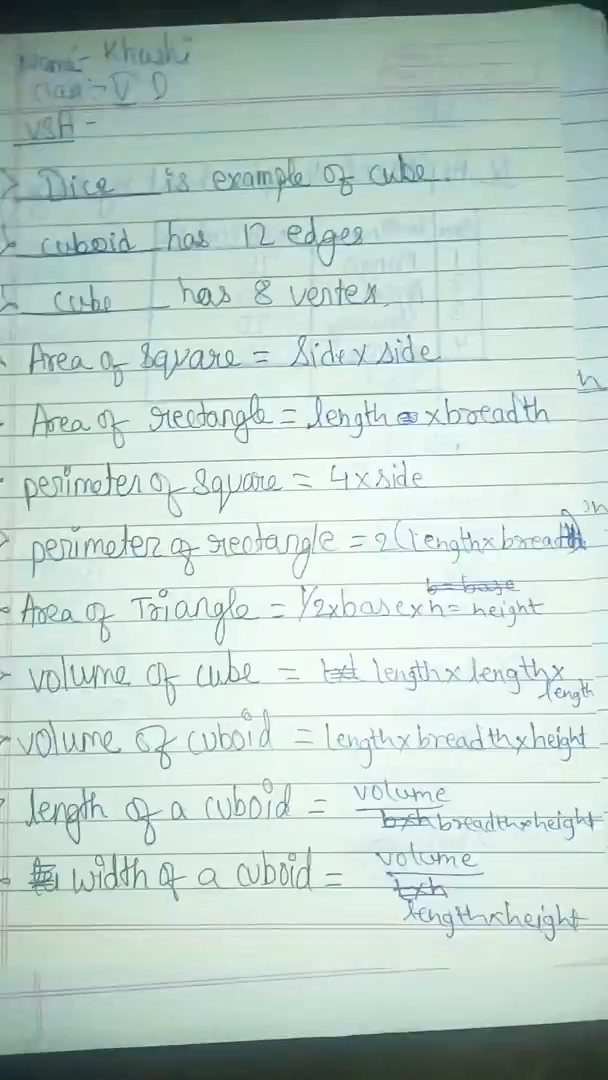 Name:- Khushi
Class:- V D
VSA -
Dice is example of cube.
cuboid has 12 edges
cube has 8 vertex.
Area of Square = Side x side
Area of rectangle = length x breadth
perimeter of square = 4 x side
perimeter of rectangle = 2(length x breadth)
b = base
Area of Triangle = 1/2 x base x h = height
volume of cube = length x length x
length
volume of cuboid = length x breadth x height
length of a cuboid = volume
bxh breadth x height
width of a cuboid = volume
lxh
length x height